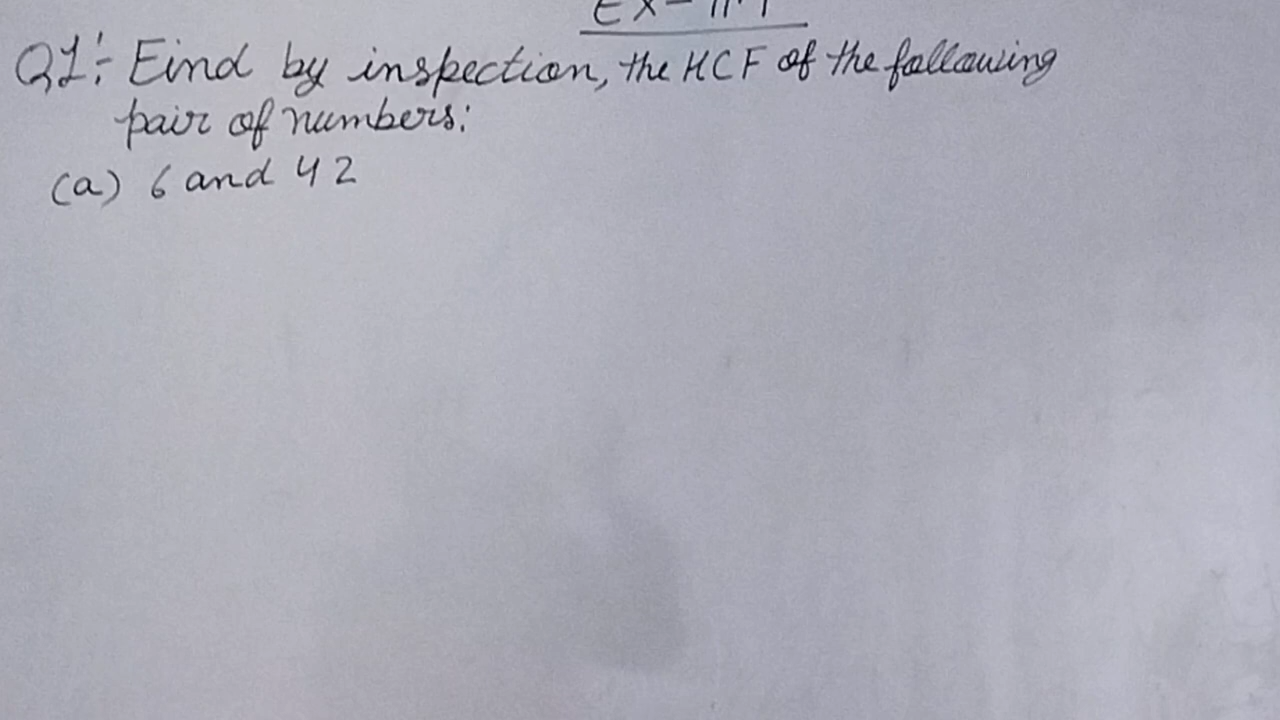 Q1:- Find by inspection, the HCF of the following
pair of numbers:
(a) 6 and 42